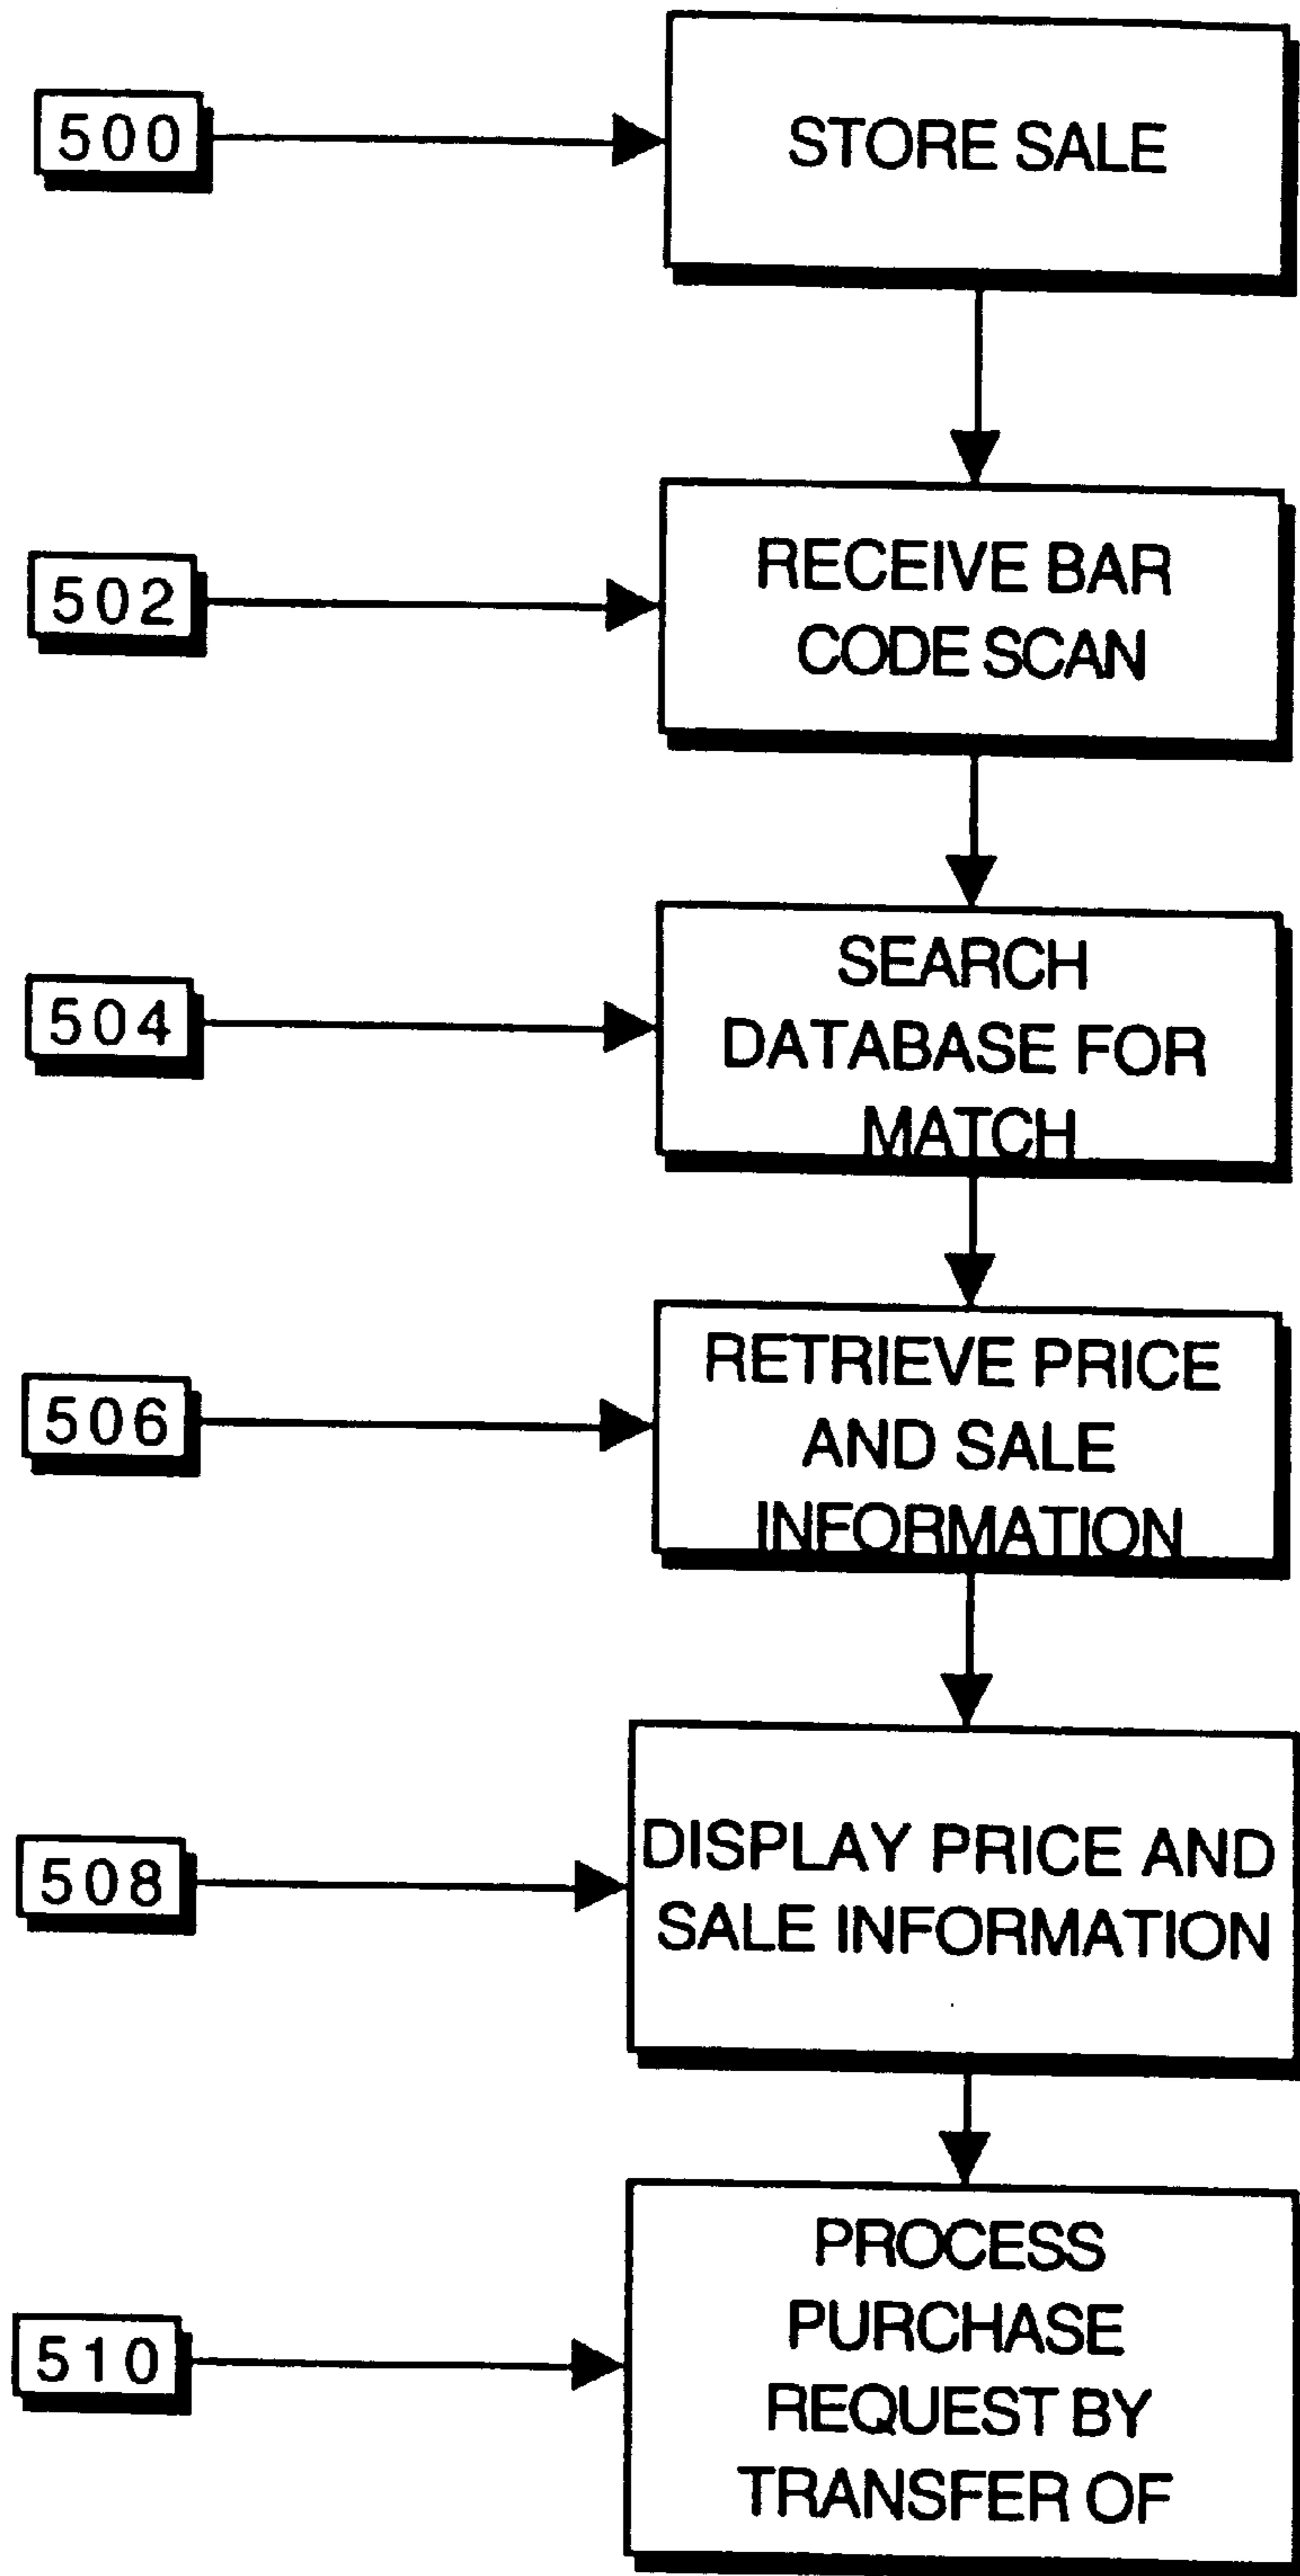 500
STORE SALE
502
RECEIVE BAR
CODE SCAN
504
SEARCH
DATABASE FOR
MATCH
506
RETRIEVE PRICE
AND SALE
INFORMATION
508
DISPLAY PRICE AND
SALE INFORMATION
510
PROCESS
PURCHASE
REQUEST BY
TRANSFER OF